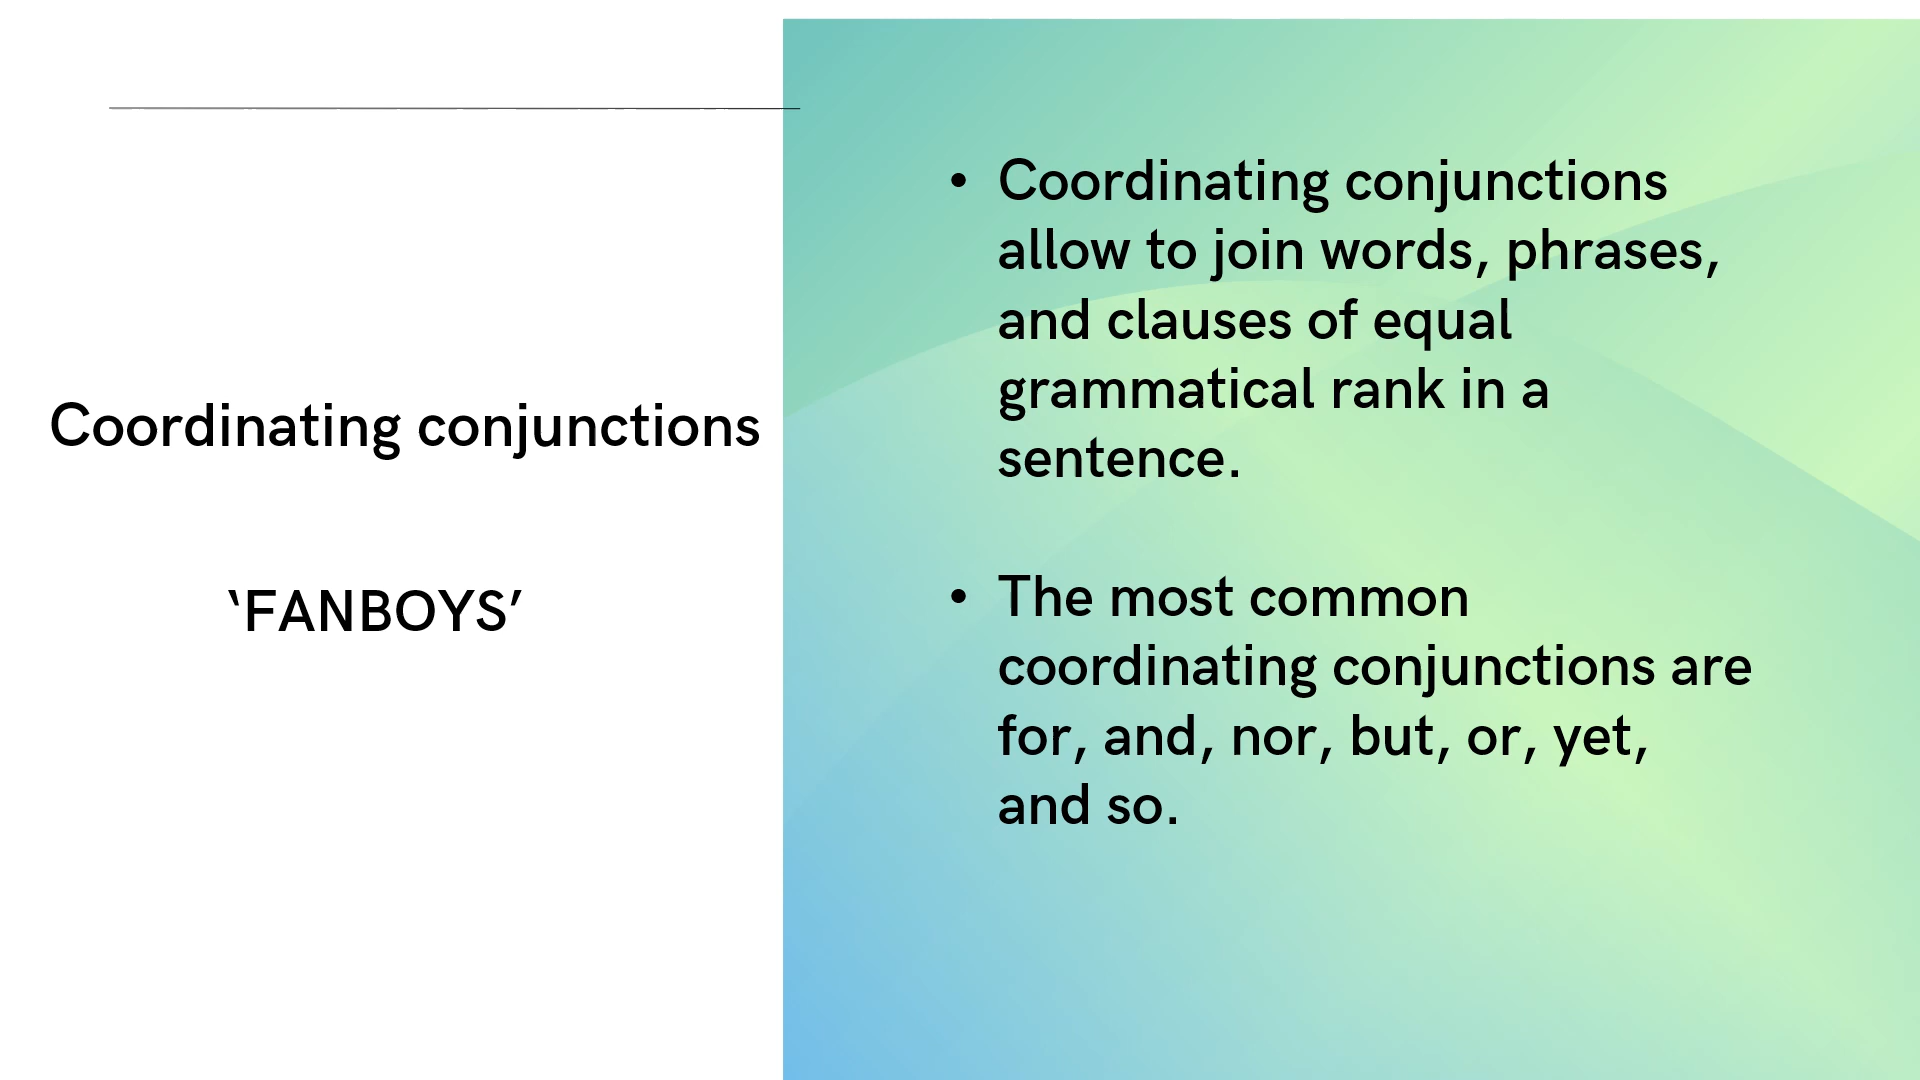 Coordinating conjunctions
‘FANBOYS’
• Coordinating conjunctions
allow to join words, phrases,
and clauses of equal
grammatical rank in a
sentence.
• The most common
coordinating conjunctions are
for, and, nor, but, or, yet,
and so.